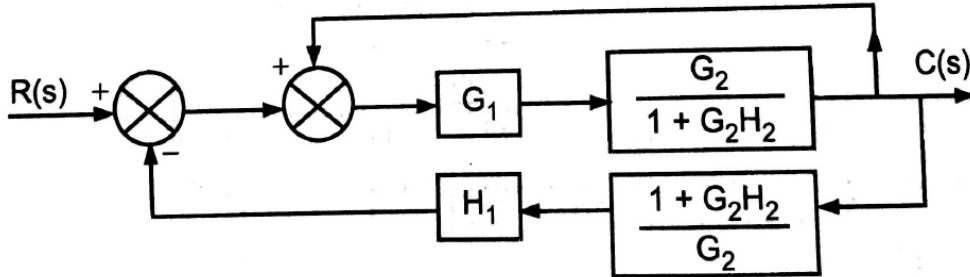 R(s)
+
−
+
G₁
G₂
1 + G₂H₂
C(s)
H₁
1 + G₂H₂
G₂